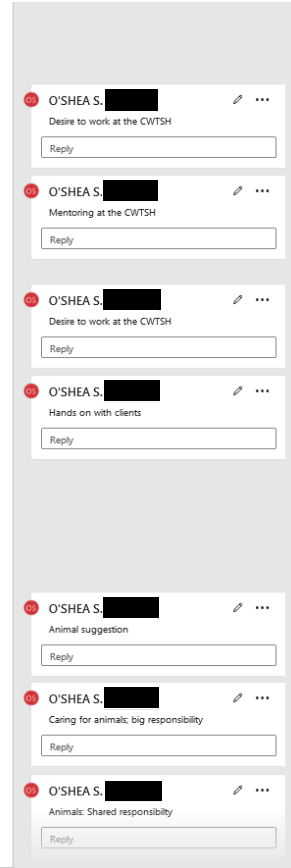 OS O'SHEA S.
Desire to work at the CWTSH
Reply
OS O'SHEA S.
Mentoring at the CWTSH
Reply
OS O'SHEA S.
Desire to work at the CWTSH
Reply
OS O'SHEA S.
Hands on with clients
Reply
OS O'SHEA S.
Animal suggestion
Reply
OS O'SHEA S.
Caring for animals; big responsibility
Reply
OS O'SHEA S.
Animals: Shared responsibilty
Reply